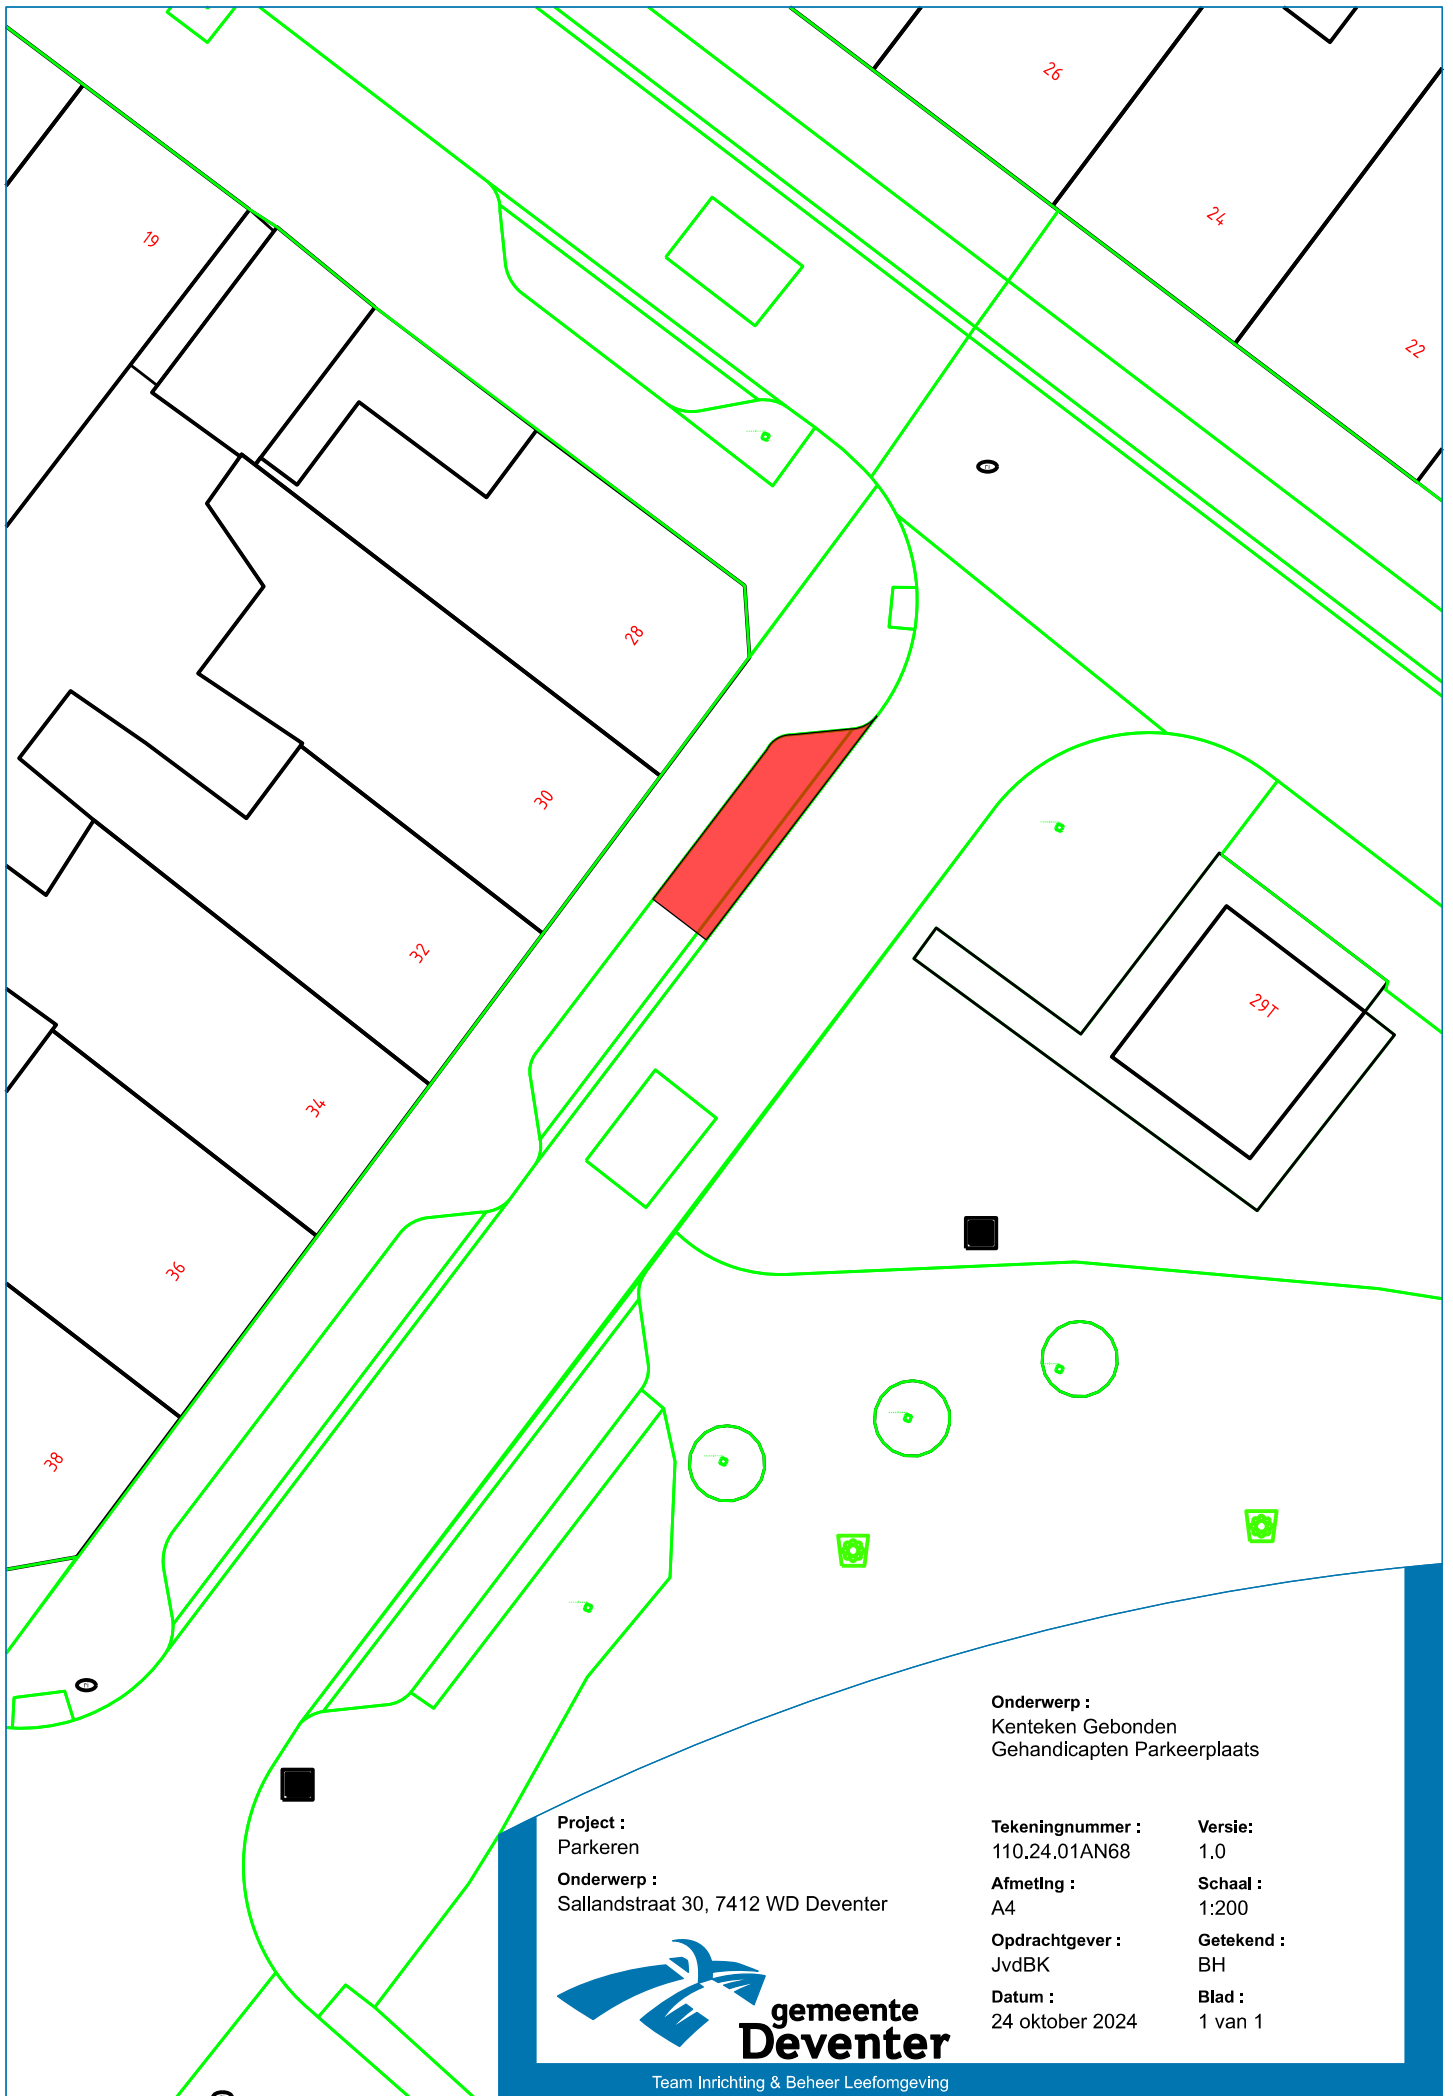 26
24
22
19
28
30
32
34
36
38
29T
Onderwerp :
Kenteken Gebonden
Gehandicapten Parkeerplaats
Project :
Parkeren
Onderwerp :
Sallandstraat 30, 7412 WD Deventer
Tekeningnummer :
110.24.01AN68
Versie:
1.0
Afmeting :
A4
Schaal :
1:200
Opdrachtgever :
JvdBK
Getekend :
BH
Datum :
24 oktober 2024
Blad :
1 van 1
gemeente
Deventer
Team Inrichting & Beheer Leefomgeving